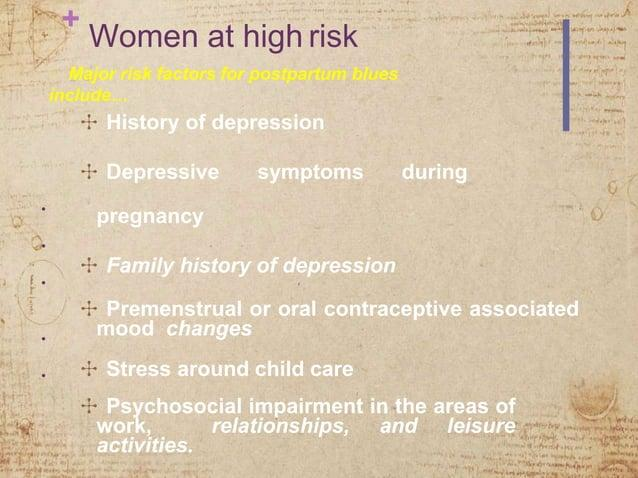 +
Women at high risk
Major risk factors for postpartum blues
include....
History of depression
Depressive symptoms during
pregnancy
Family history of depression
Premenstrual or oral contraceptive associated
mood changes
Stress around child care
Psychosocial impairment in the areas of
work, relationships, and leisure
activities.